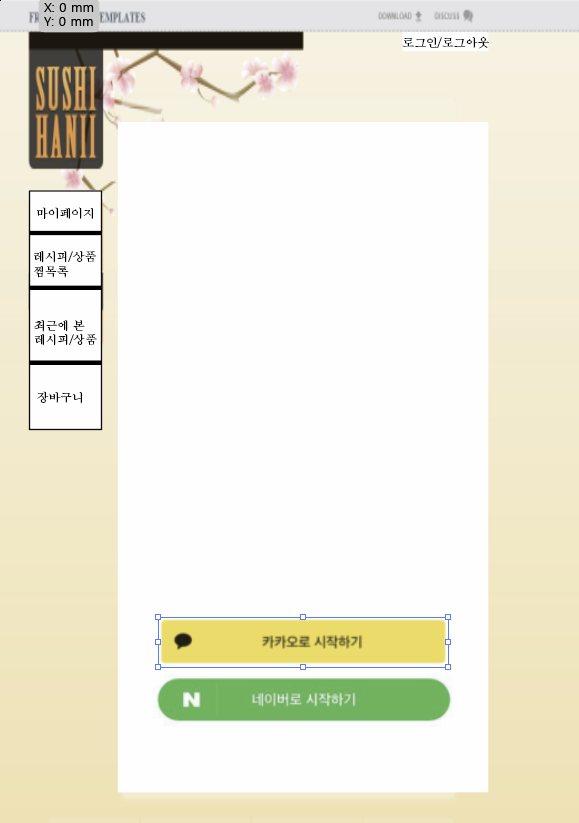 X: 0 mm
Y: 0 mm
TEMPLATES
DOWNLOAD
DISCUSS
로그인/로그아웃
SUSHI
HANII
마이페이지
레시피/상품
찜목록
최근에 본
레시피/상품
장바구니
카카오로 시작하기
N
네이버로 시작하기